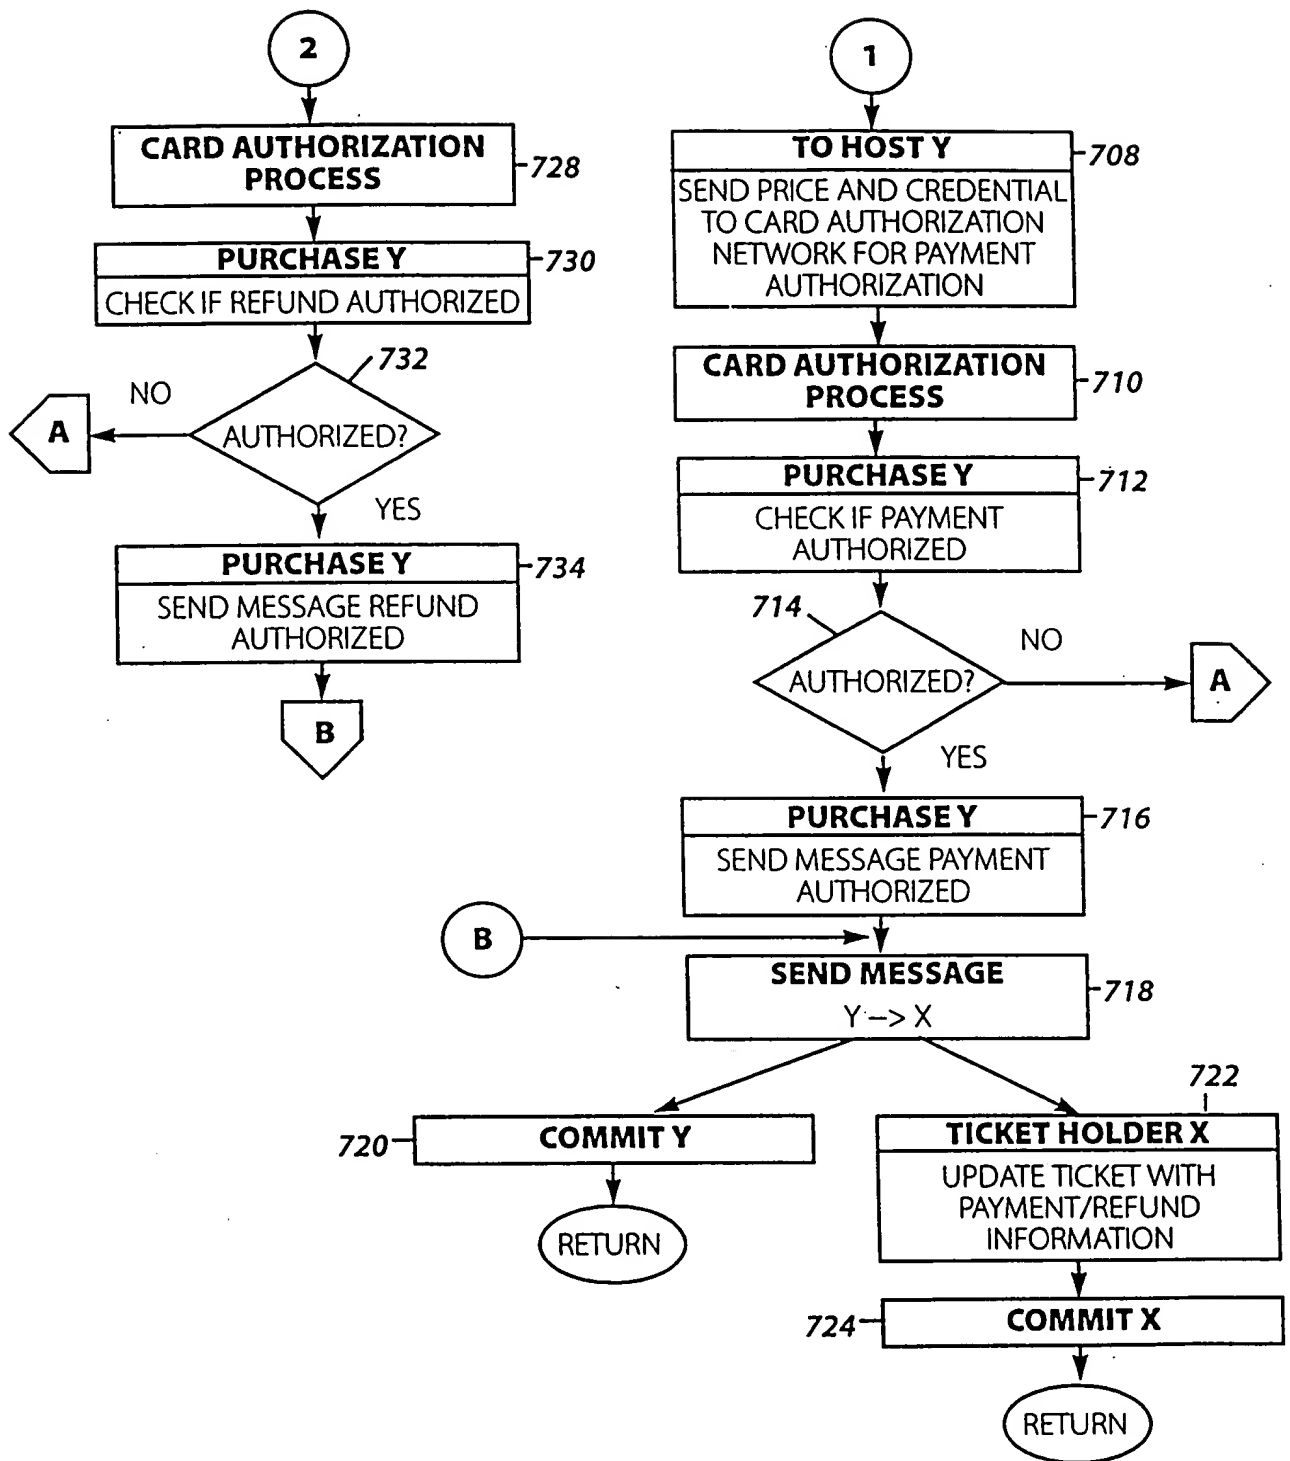 2
CARD AUTHORIZATION
PROCESS
728
PURCHASE Y
730
CHECK IF REFUND AUTHORIZED
732
NO
A
AUTHORIZED?
YES
PURCHASE Y
734
SEND MESSAGE REFUND
AUTHORIZED
B
1
TO HOST Y
708
SEND PRICE AND CREDENTIAL
TO CARD AUTHORIZATION
NETWORK FOR PAYMENT
AUTHORIZATION
CARD AUTHORIZATION
PROCESS
710
PURCHASE Y
712
CHECK IF PAYMENT
AUTHORIZED
714
NO
AUTHORIZED?
A
YES
PURCHASE Y
716
SEND MESSAGE PAYMENT
AUTHORIZED
B
SEND MESSAGE
718
Y –> X
720
COMMIT Y
RETURN
722
TICKET HOLDER X
UPDATE TICKET WITH
PAYMENT/REFUND
INFORMATION
724
COMMIT X
RETURN